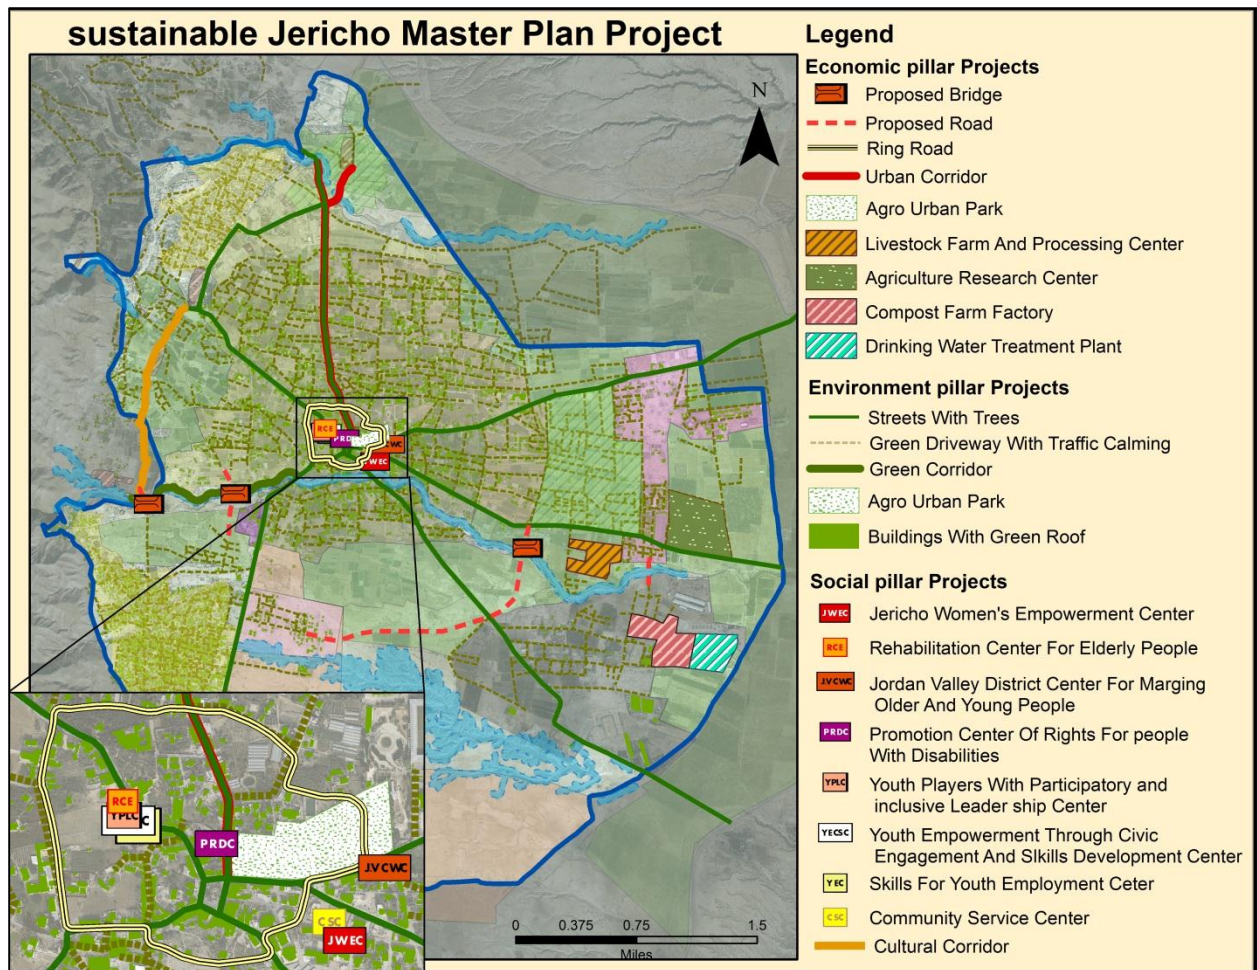 sustainable Jericho Master Plan Project
N
RCE
PRD
CWC
WEC
RCE
YPLC
C
PRDC
JVCWC
CSC
JWEC
0 0.375 0.75 1.5
Miles
Legend
Economic pillar Projects
Proposed Bridge
Proposed Road
Ring Road
Urban Corridor
Agro Urban Park
Livestock Farm And Processing Center
Agriculture Research Center
Compost Farm Factory
Drinking Water Treatment Plant
Environment pillar Projects
Streets With Trees
Green Driveway With Traffic Calming
Green Corridor
Agro Urban Park
Buildings With Green Roof
Social pillar Projects
JWEC Jericho Women's Empowerment Center
RCE Rehabilitation Center For Elderly People
JVCWC Jordan Valley District Center For Marging
Older And Young People
PRDC Promotion Center Of Rights For people
With Disabilities
YPLC Youth Players With Participatory and
inclusive Leader ship Center
YECSC Youth Empowerment Through Civic
Engagement And SIkills Development Center
YEC Skills For Youth Employment Ceter
CSC Community Service Center
Cultural Corridor